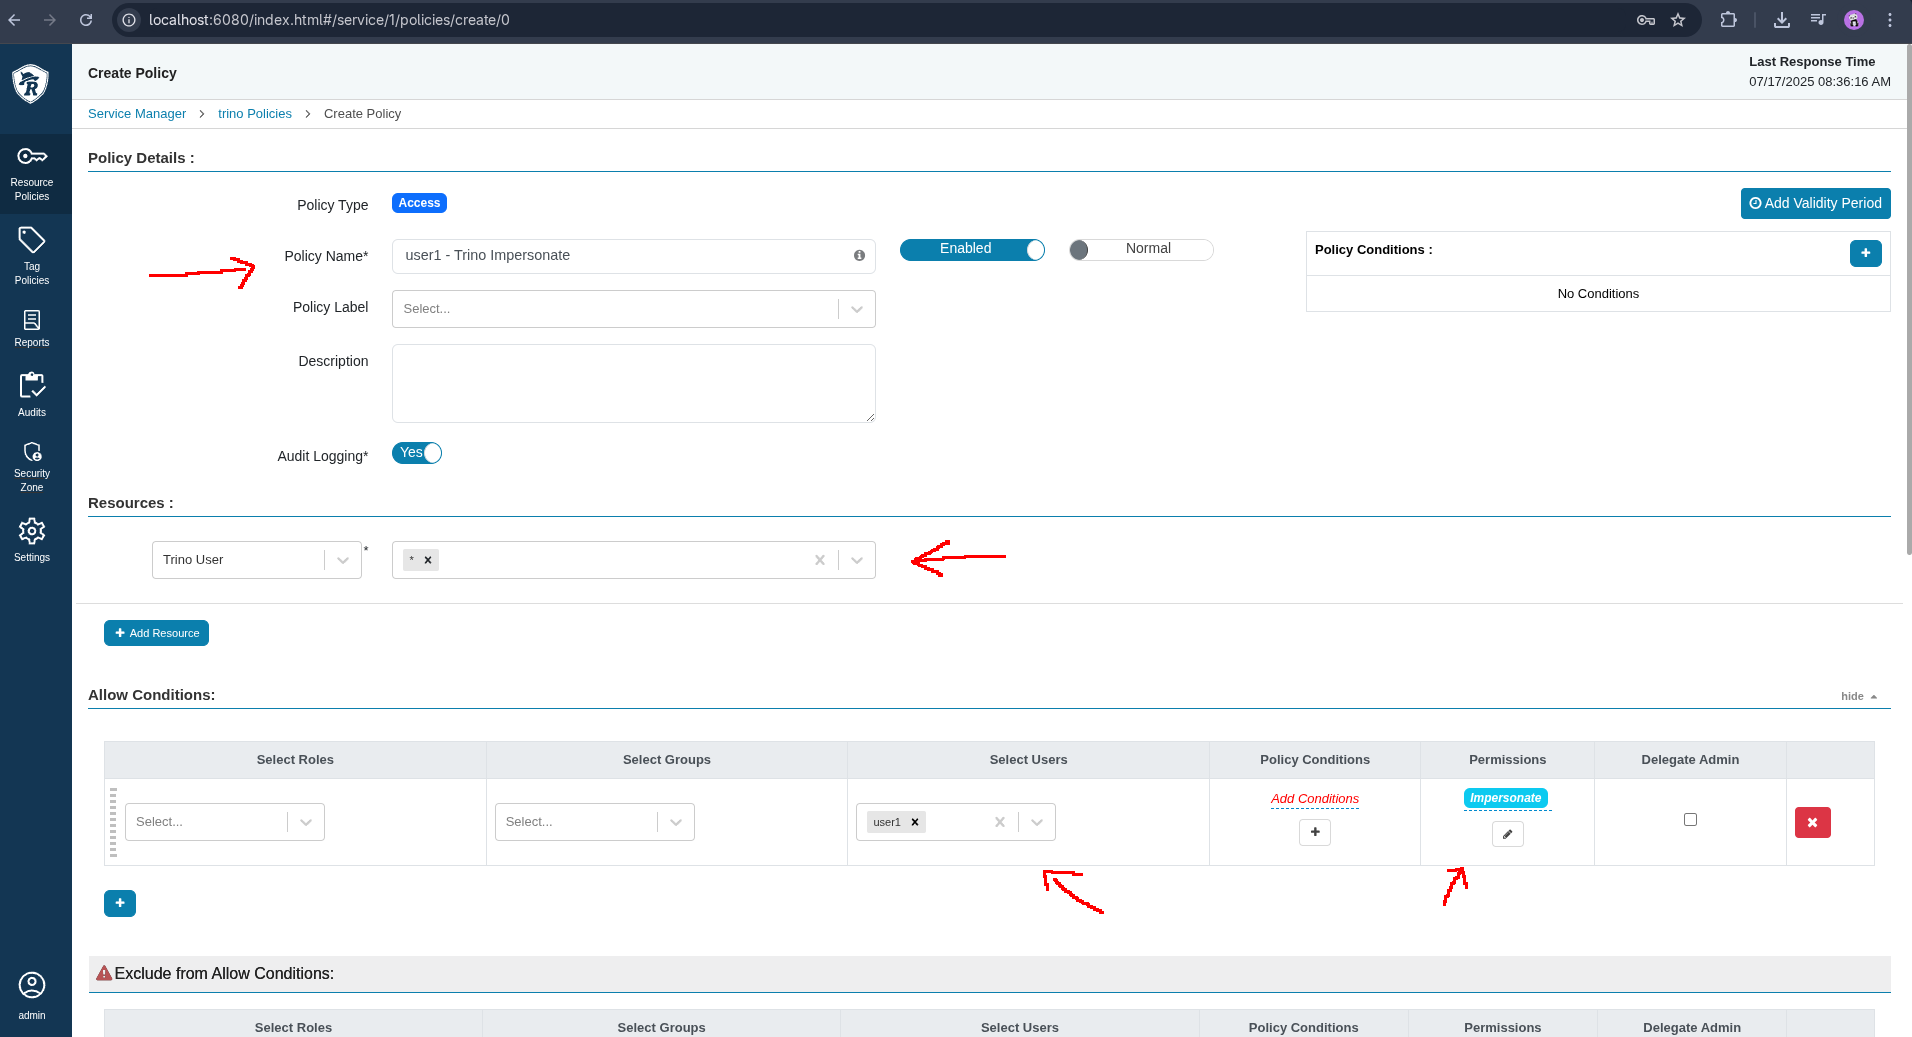 localhost:6080/index.html#/service/1/policies/create/0
Create Policy
Last Response Time
07/17/2025 08:36:16 AM
Service Manager > trino Policies > Create Policy
Resource
Policies
Tag
Policies
Reports
Audits
Security
Zone
Settings
admin
Policy Details :
Policy Type Access
Add Validity Period
Policy Name* user1 - Trino Impersonate Enabled Normal
Policy Conditions :
No Conditions
Policy Label Select...
Description
Audit Logging* Yes
Resources :
Trino User * * ×
+ Add Resource
Allow Conditions: hide
Select Roles Select Groups Select Users Policy Conditions Permissions Delegate Admin
Select... Select... user1 × Add Conditions Impersonate
+
Exclude from Allow Conditions:
Select Roles Select Groups Select Users Policy Conditions Permissions Delegate Admin